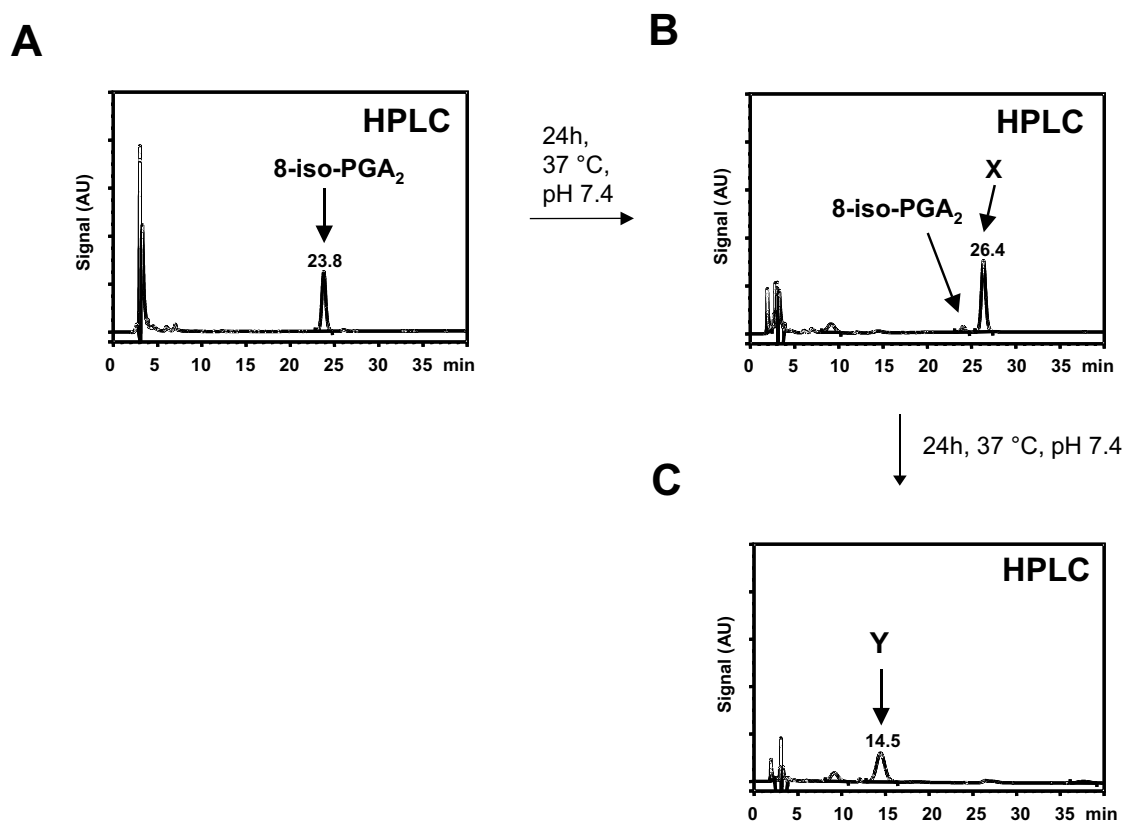 A
HPLC
8-iso-PGA2
23.8
Signal (AU)
0 5 10 15 20 25 30 35 min
24h,
37 °C,
pH 7.4
B
HPLC
X
8-iso-PGA2
26.4
Signal (AU)
0 5 10 15 20 25 30 35 min
24h, 37 °C, pH 7.4
C
HPLC
Y
14.5
Signal (AU)
0 5 10 15 20 25 30 35 min